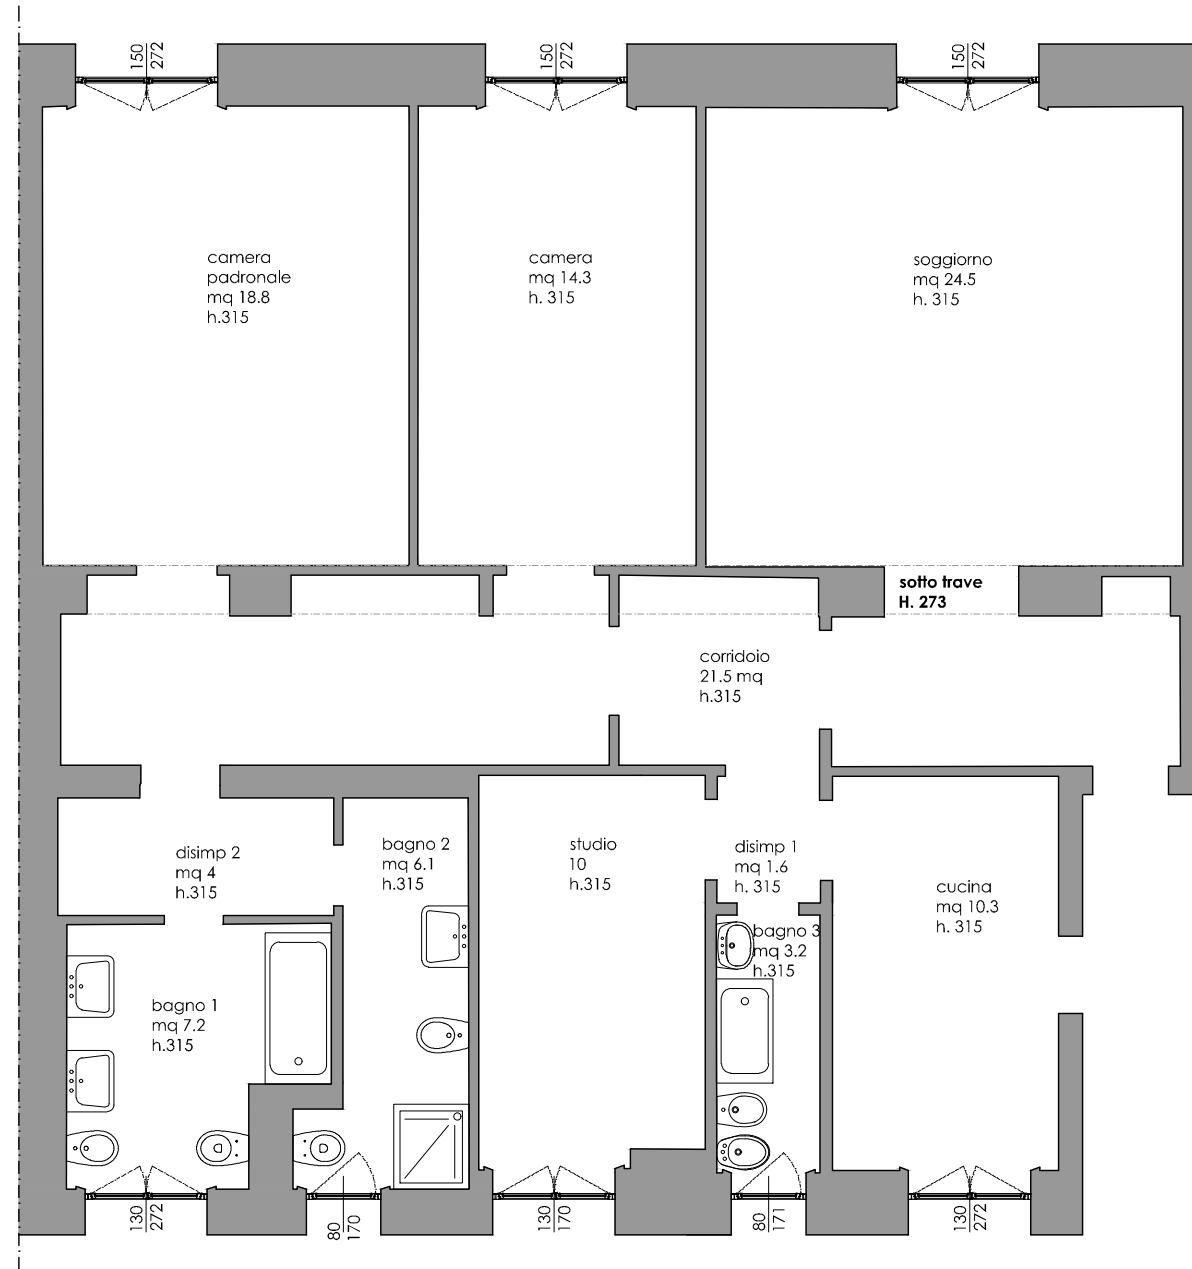 150
272
150
272
150
272
camera
padronale
mq 18.8
h.315
camera
mq 14.3
h. 315
soggiorno
mq 24.5
h. 315
sotto trave
H. 273
corridoio
21.5 mq
h.315
disimp 2
mq 4
h.315
bagno 2
mq 6.1
h.315
studio
10
h.315
disimp 1
mq 1.6
h. 315
cucina
mq 10.3
h. 315
bagno 3
mq 3.2
h.315
bagno 1
mq 7.2
h.315
130
272
80
170
130
170
80
171
130
272